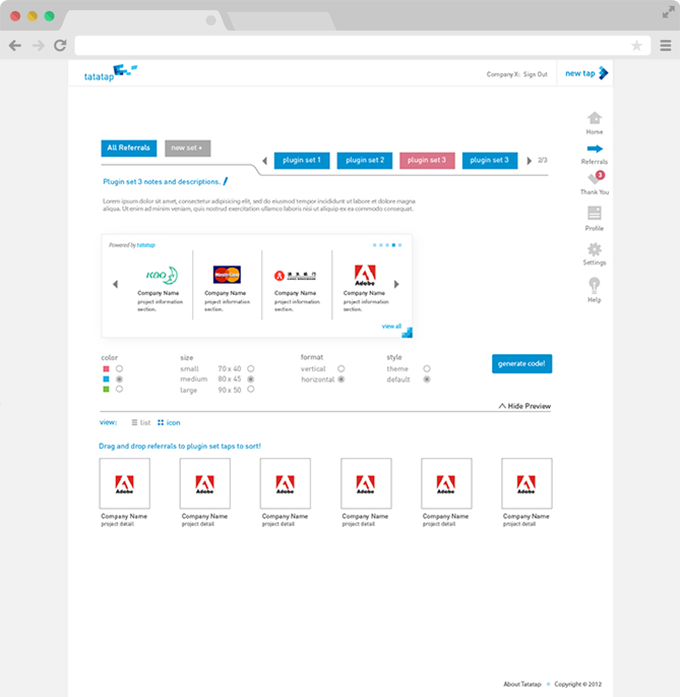 tatatap
Company X: Sign Out
new tap
Home
Referrals
3
Thank You
Profile
Settings
Help
All Referrals
new set +
plugin set 1
plugin set 2
plugin set 3
plugin set 3
2/3
Plugin set 3 notes and descriptions.
Lorem ipsum dolor sit amet, consectetur adipisicing elit, sed do eiusmod tempor incididunt ut labore et dolore magna
aliqua. Ut enim ad minim veniam, quis nostrud exercitation ullamco laboris nisi ut aliquip ex ea commodo consequat.
Powered by tatatap
MasterCard
Adobe
Company Name
project information
section.
Company Name
project information
section.
Company Name
project information
section.
Company Name
project information
section.
view all
color
size
small 70 x 40
medium 80 x 45
large 90 x 50
format
vertical
horizontal
style
theme
default
generate code!
Hide Preview
view: list icon
Drag and drop referrals to plugin set taps to sort!
Adobe Adobe Adobe Adobe Adobe Adobe
Company Name Company Name Company Name Company Name Company Name Company Name
project detail project detail project detail project detail project detail project detail
About Tatatap Copyright © 2012